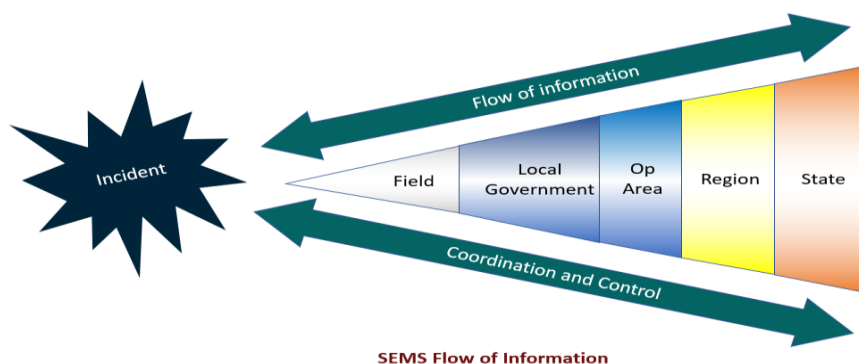 Flow of information
Incident
Field
Local
Government
Op
Area
Region
State
Coordination and Control
SEMS Flow of Information